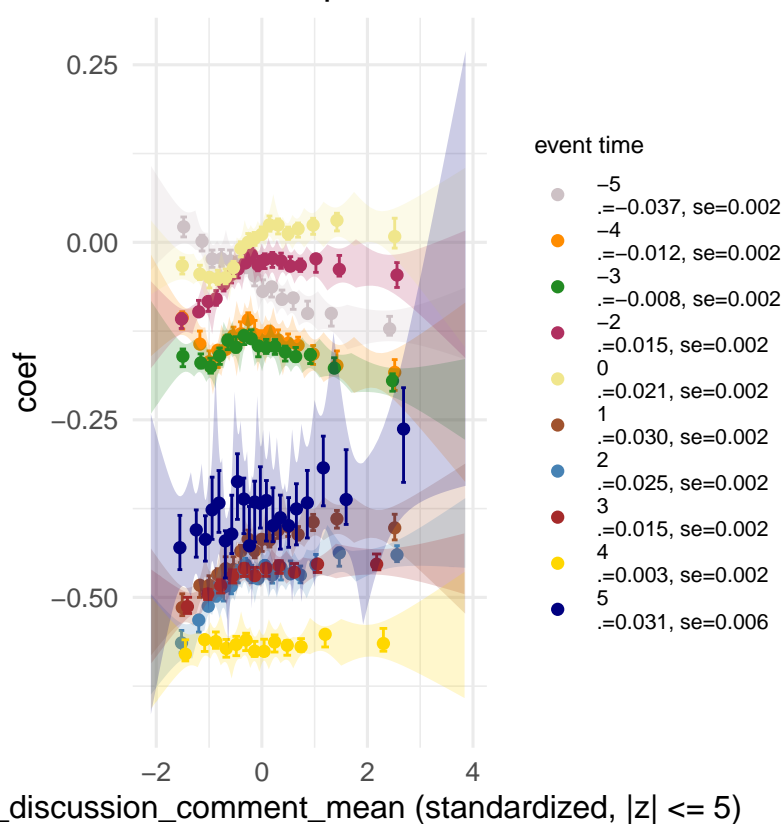 0.25
0.00
−0.25
−0.50
coef
−2
0
2
4
_discussion_comment_mean (standardized, |z| <= 5)
event time
−5
.=−0.037, se=0.002
−4
.=−0.012, se=0.002
−3
.=−0.008, se=0.002
−2
.=0.015, se=0.002
0
.=0.021, se=0.002
1
.=0.030, se=0.002
2
.=0.025, se=0.002
3
.=0.015, se=0.002
4
.=0.003, se=0.002
5
.=0.031, se=0.006